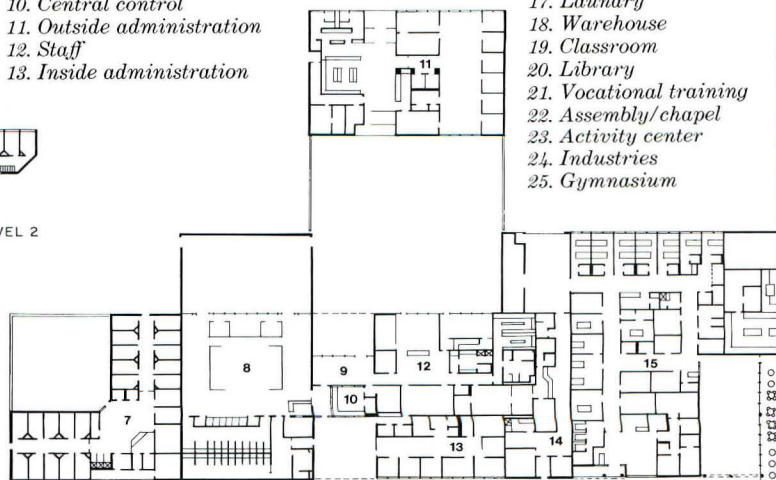 10. Central control
11. Outside administration
12. Staff
13. Inside administration
17. Laundry
18. Warehouse
19. Classroom
20. Library
21. Vocational training
22. Assembly/chapel
23. Activity center
24. Industries
25. Gymnasium
11
VEL 2
8
9
12
15
10
7
13
14